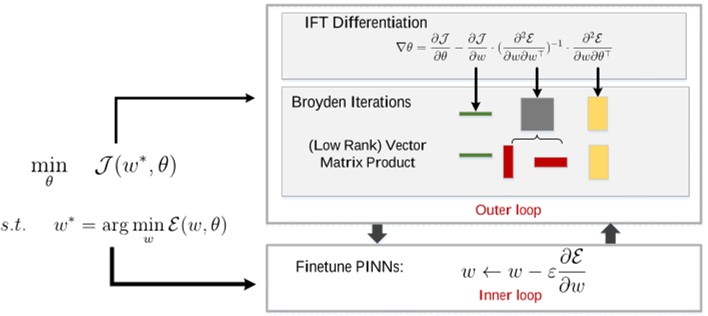 IFT Differentiation
∇θ = ∂𝒥/∂θ − ∂𝒥/∂w · (∂²ℰ/∂w∂w⊤)⁻¹ · ∂²ℰ/∂w∂θ⊤
Broyden Iterations
(Low Rank) Vector
Matrix Product
Outer loop
min_θ 𝒥(w*, θ)
s.t. w* = arg min_w ℰ(w, θ)
Finetune PINNs: w ← w − ε ∂ℰ/∂w
Inner loop